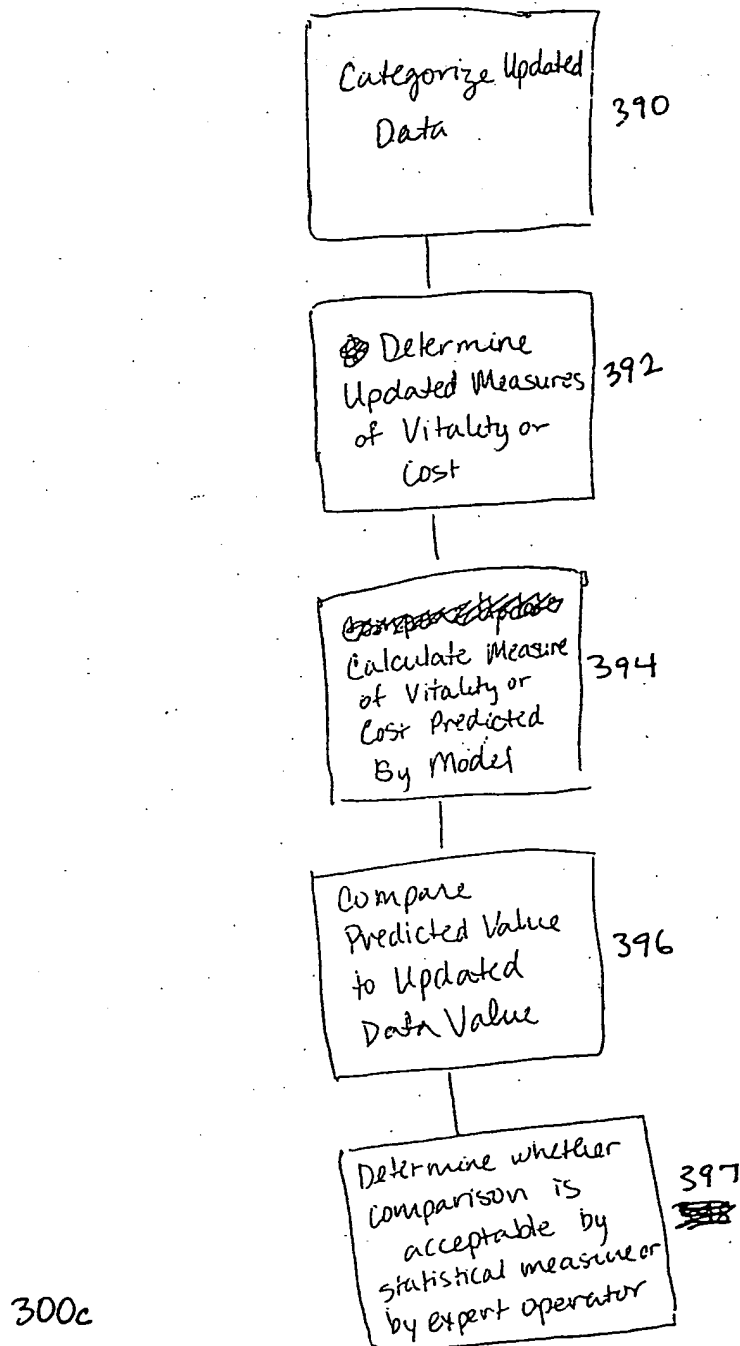 Categorize Updated
Data
390
Determine
Updated Measures
of Vitality or
Cost
392
Calculate Measure
of Vitality or
Cost Predicted
By Model
394
Compare
Predicted Value
to Updated
Data Value
396
Determine whether
comparison is
acceptable by
statistical measure or
by expert operator
397
300c